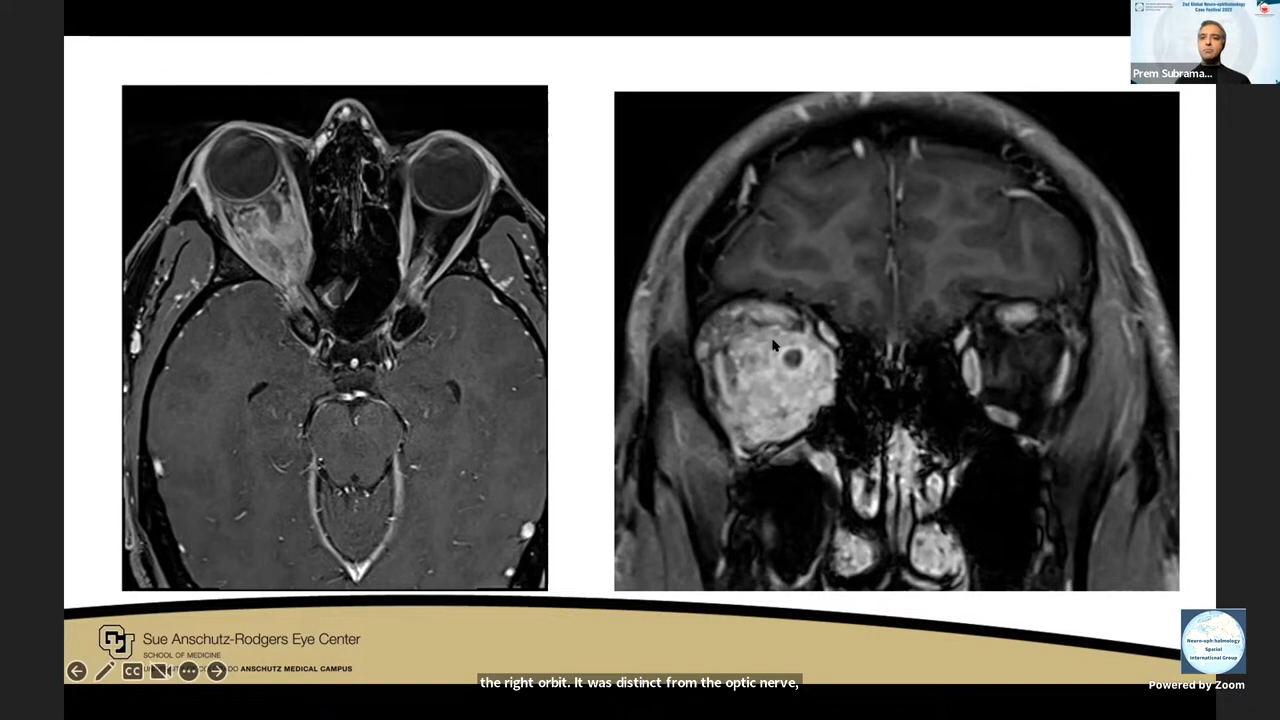 2nd Global Neuro-ophthalmology
Case Festival 2022
Prem Subrama...
Sue Anschutz-Rodgers Eye Center
SCHOOL OF MEDICINE
ANSCHUTZ MEDICAL CAMPUS
CC
the right orbit. It was distinct from the optic nerve,
Neuro-ophthalmology
Special
International Group
Powered by Zoom